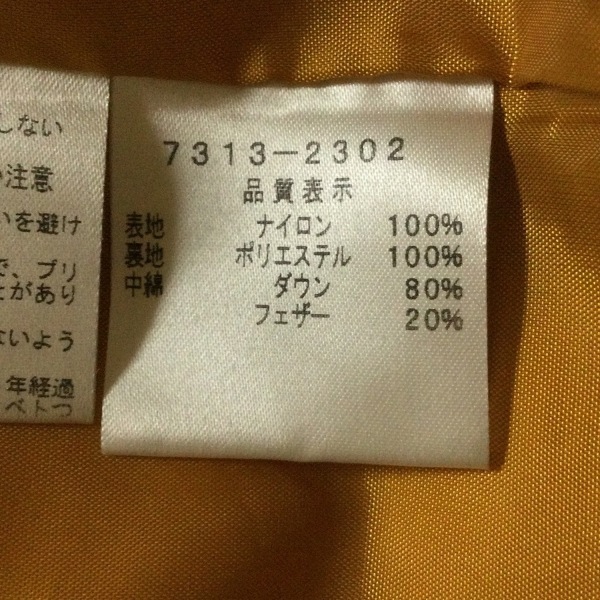 しない
注意
いを避け
で、プリ
とがあり
ないよう
年経過
ベトつ
7313-2302
品質表示
表地 ナイロン 100%
裏地 ポリエステル 100%
中綿 ダウン 80%
フェザー 20%